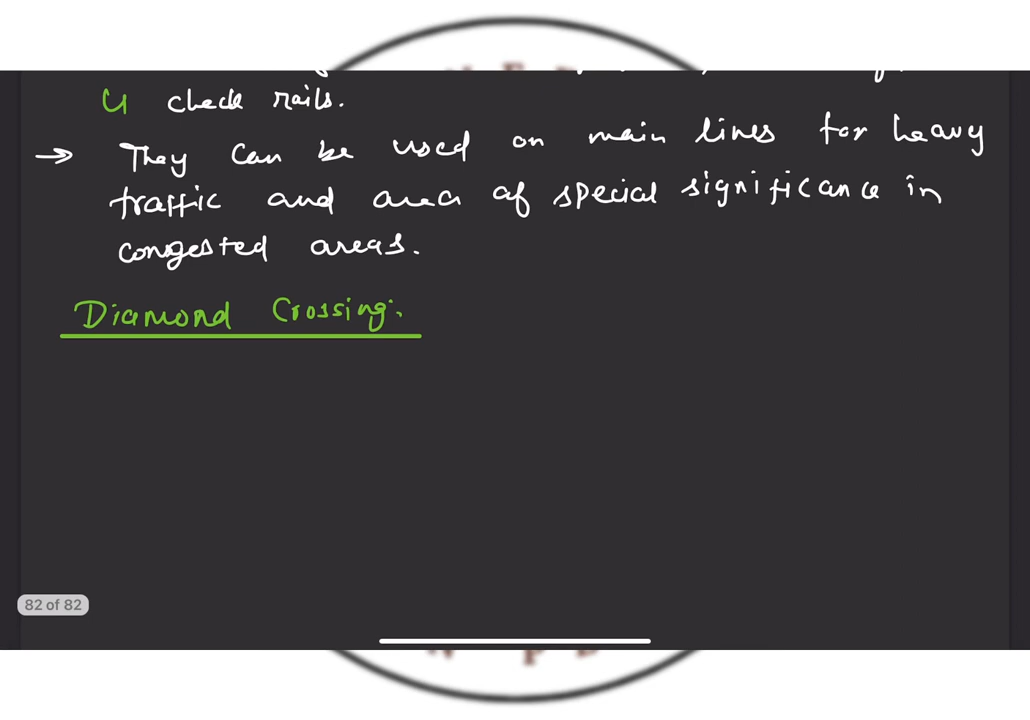 4 check rails.
→ They can be used on main lines for heavy
traffic and area of special significance in
congested areas.
Diamond Crossing:
82 of 82